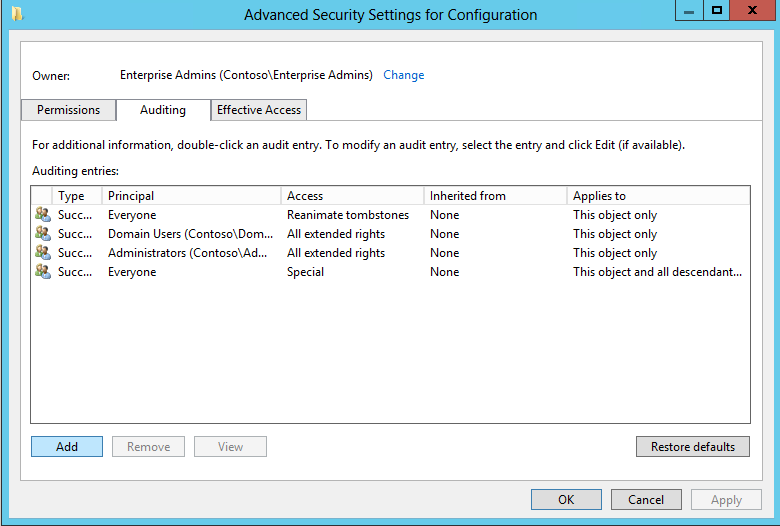 Advanced Security Settings for Configuration
Owner: Enterprise Admins (Contoso\Enterprise Admins) Change
Permissions Auditing Effective Access
For additional information, double-click an audit entry. To modify an audit entry, select the entry and click Edit (if available).
Auditing entries:
Type Principal Access Inherited from Applies to
Succ... Everyone Reanimate tombstones None This object only
Succ... Domain Users (Contoso\Dom... All extended rights None This object only
Succ... Administrators (Contoso\Ad... All extended rights None This object only
Succ... Everyone Special None This object and all descendant...
Add Remove View Restore defaults
OK Cancel Apply